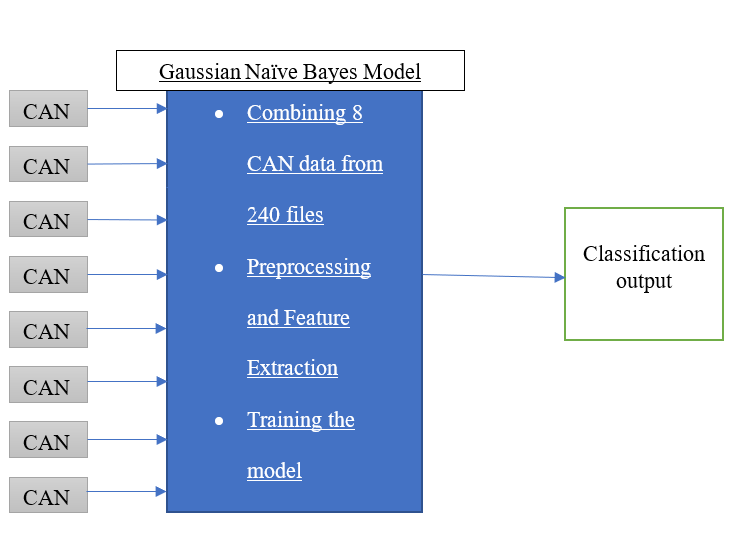 Gaussian Naïve Bayes Model
CAN
CAN
CAN
CAN
CAN
CAN
CAN
CAN
• Combining 8
CAN data from
240 files
• Preprocessing
and Feature
Extraction
• Training the
model
Classification
output